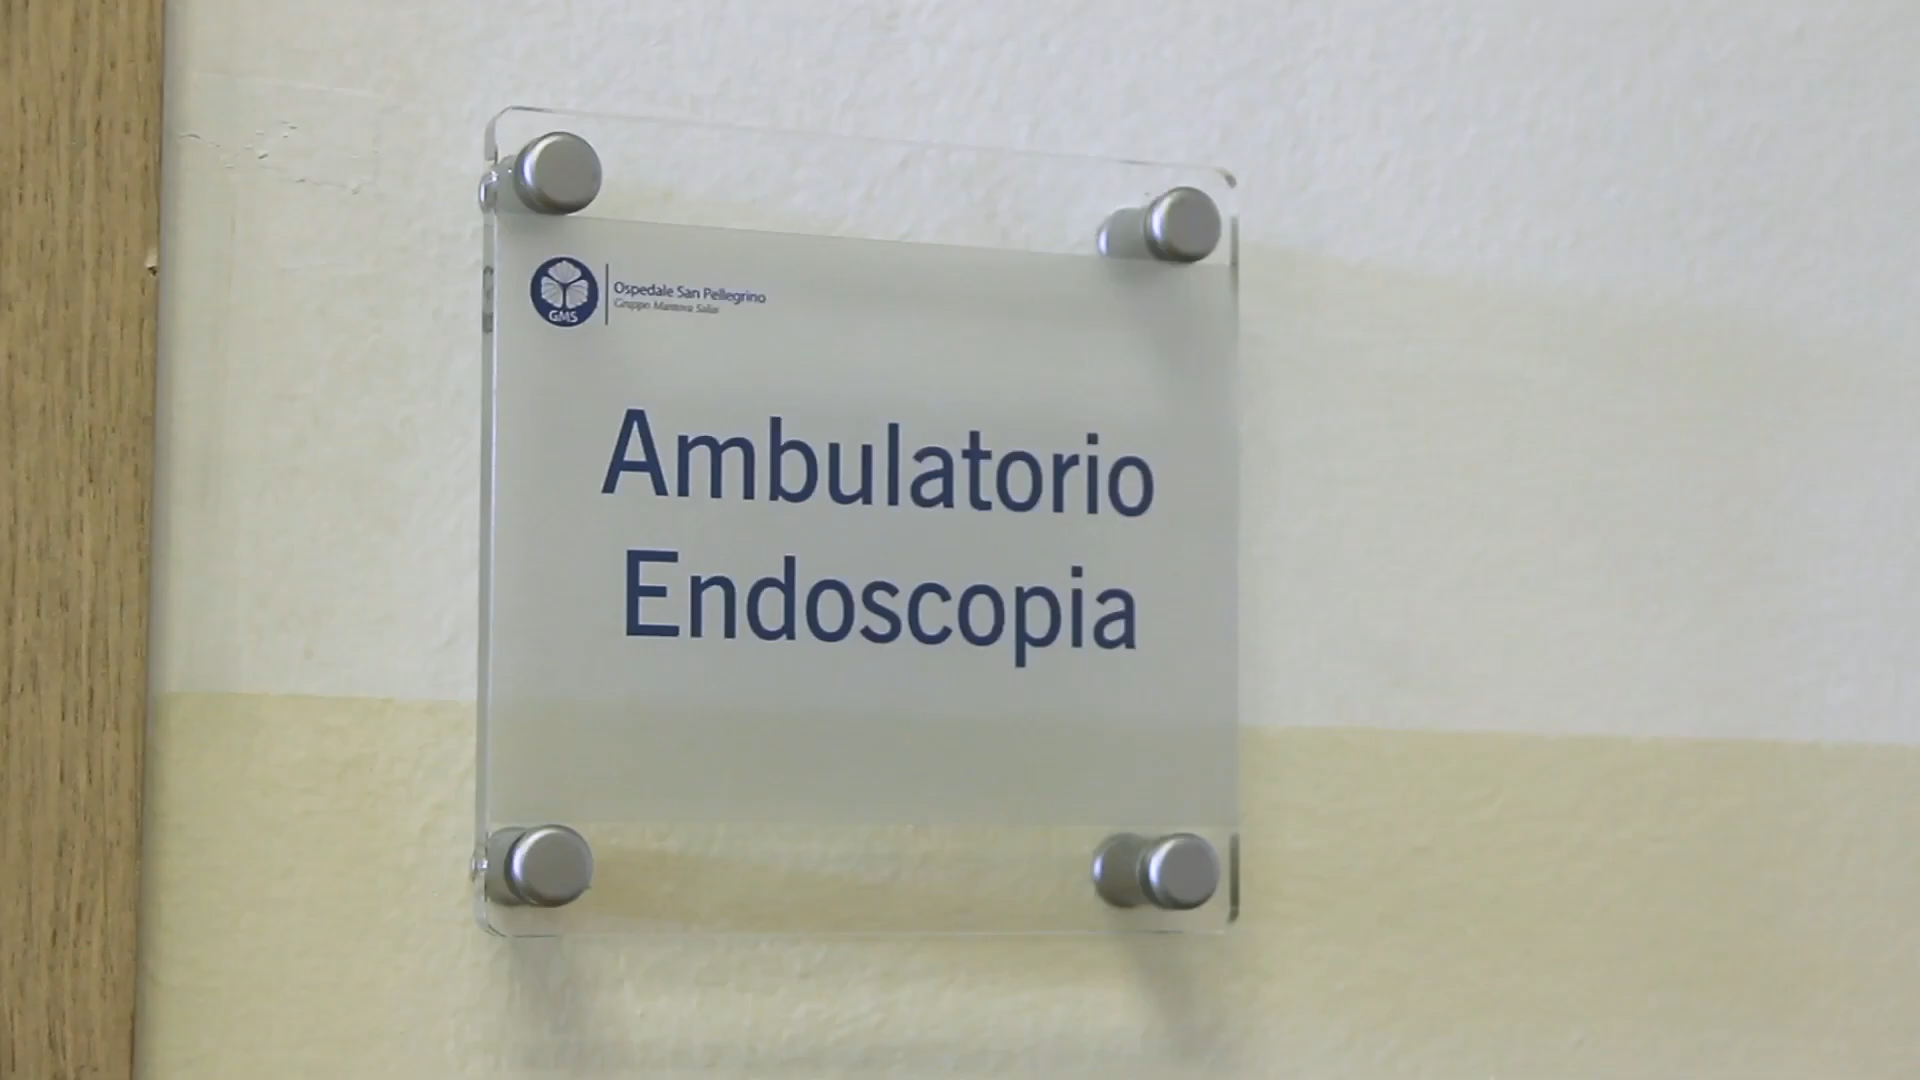 GMS
Ospedale San Pellegrino
Gruppo Mantova Salus
Ambulatorio
Endoscopia